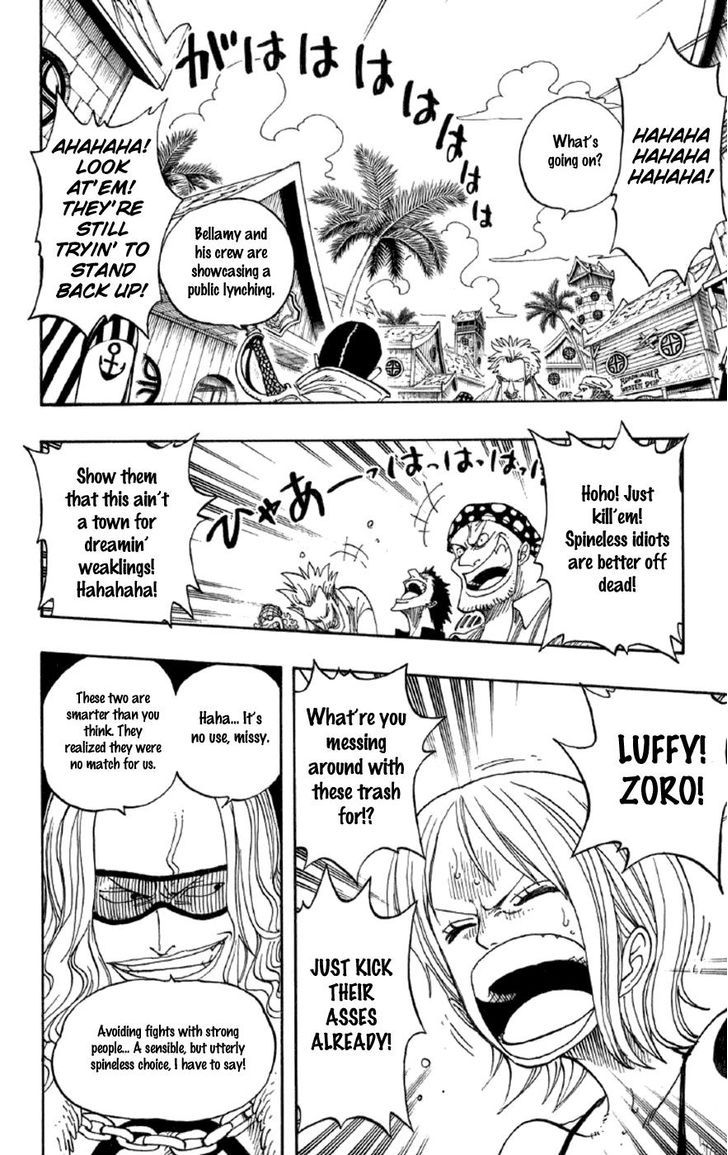 HAHAHA
HAHAHA
HAHAHA!
What's
going on?
がはははははははは
Bellamy and
his crew are
showcasing a
public lynching.
AHAHAHA!
LOOK
AT'EM!
THEY'RE
STILL
TRYIN' TO
STAND
BACK UP!
Hoho! Just
kill'em!
Spineless idiots
are better off
dead!
ひゃあーっはっはっはっはっ
Show them
that this ain't
a town for
dreamin'
weaklings!
Hahahaha!
LUFFY!
ZORO!
What're you
messing
around with
these trash
for!?
JUST KICK
THEIR
ASSES
ALREADY!
Haha... It's
no use, missy.
These two are
smarter than you
think. They
realized they were
no match for us.
Avoiding fights with strong
people... A sensible, but utterly
spineless choice, I have to say!